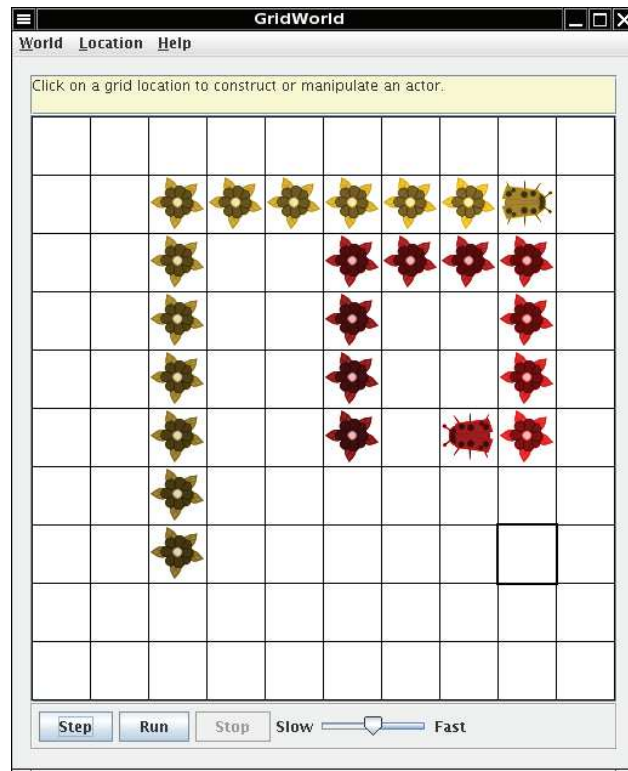 GridWorld
World Location Help
Click on a grid location to construct or manipulate an actor.
Step Run Stop Slow Fast